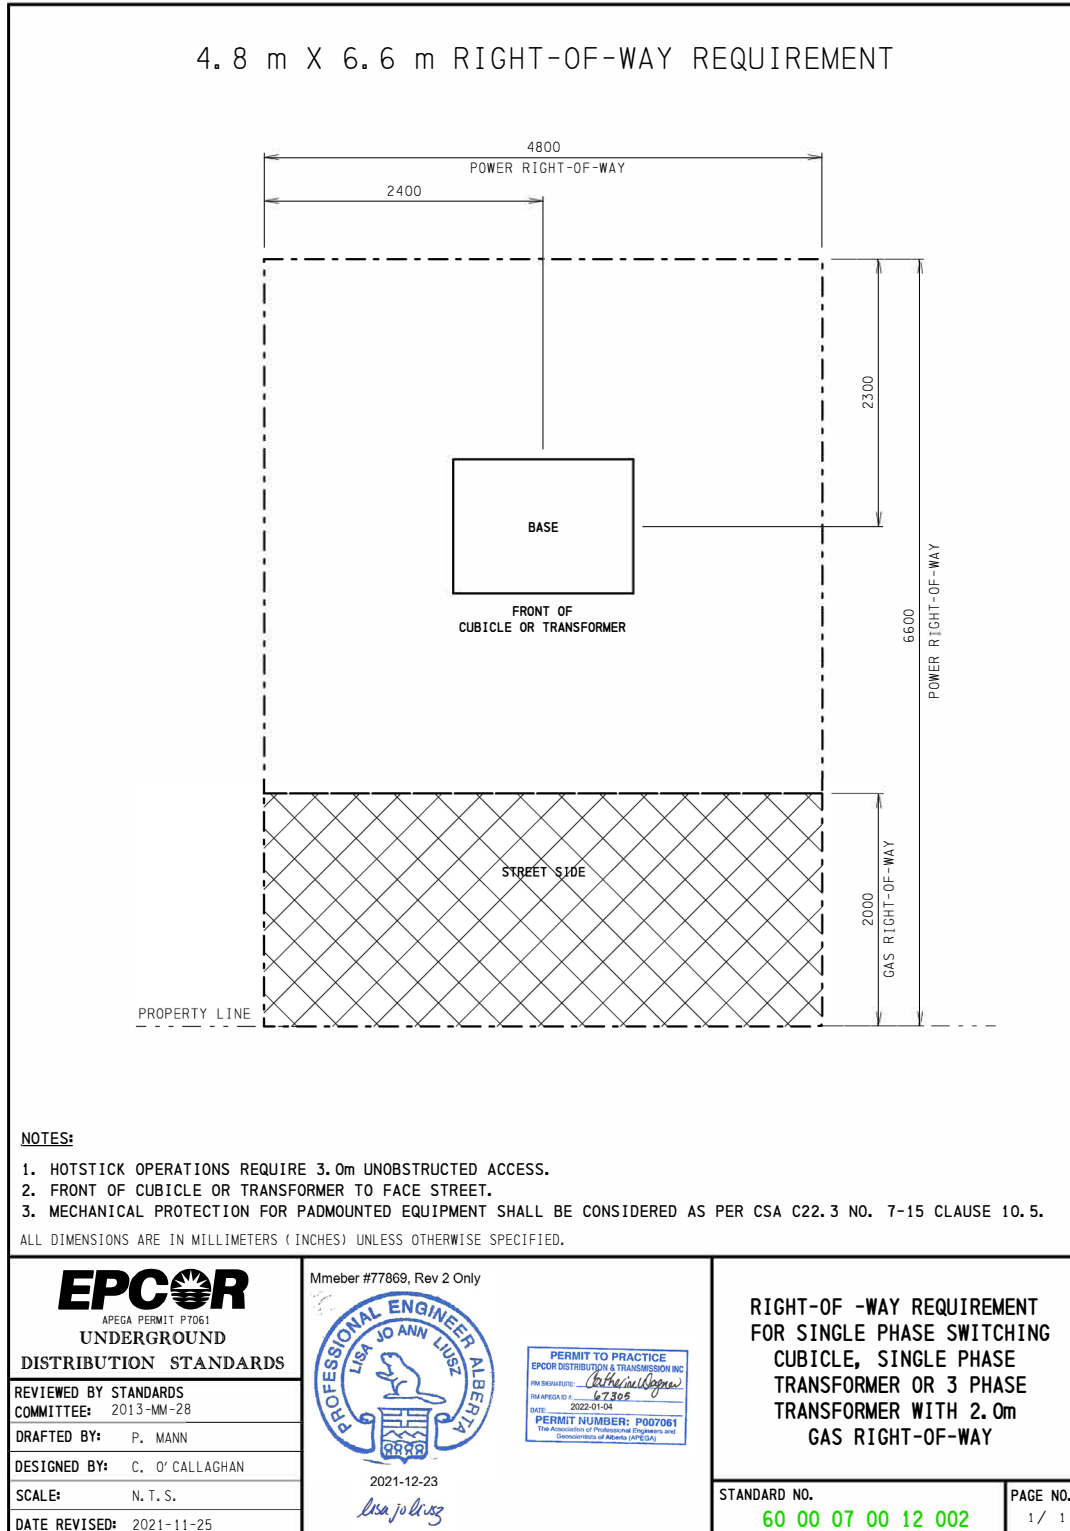 4.8 m X 6.6 m RIGHT-OF-WAY REQUIREMENT
4800
POWER RIGHT-OF-WAY
2400
2300
BASE
FRONT OF
CUBICLE OR TRANSFORMER
6600
POWER RIGHT-OF-WAY
STREET SIDE
2000
GAS RIGHT-OF-WAY
PROPERTY LINE
NOTES:
1. HOTSTICK OPERATIONS REQUIRE 3.0m UNOBSTRUCTED ACCESS.
2. FRONT OF CUBICLE OR TRANSFORMER TO FACE STREET.
3. MECHANICAL PROTECTION FOR PADMOUNTED EQUIPMENT SHALL BE CONSIDERED AS PER CSA C22.3 NO. 7-15 CLAUSE 10.5.
ALL DIMENSIONS ARE IN MILLIMETERS (INCHES) UNLESS OTHERWISE SPECIFIED.
EPCOR
APEGA PERMIT P7061
UNDERGROUND
DISTRIBUTION STANDARDS
REVIEWED BY STANDARDS
COMMITTEE: 2013-MM-28
DRAFTED BY: P. MANN
DESIGNED BY: C. O'CALLAGHAN
SCALE: N.T.S.
DATE REVISED: 2021-11-25
Mmeber #77869, Rev 2 Only
PROFESSIONAL ENGINEER ALBERTA
LISA JO ANN LIUSZ
2021-12-23
lisa jo liusz
PERMIT TO PRACTICE
EPCOR DISTRIBUTION & TRANSMISSION INC
RM SIGNATURE: Catherine Wagner
RM APEGA ID #: 67305
DATE: 2022-01-04
PERMIT NUMBER: P007061
The Association of Professional Engineers and
Geoscientists of Alberta (APEGA)
RIGHT-OF -WAY REQUIREMENT
FOR SINGLE PHASE SWITCHING
CUBICLE, SINGLE PHASE
TRANSFORMER OR 3 PHASE
TRANSFORMER WITH 2.0m
GAS RIGHT-OF-WAY
STANDARD NO.
60 00 07 00 12 002
PAGE NO.
1/ 1